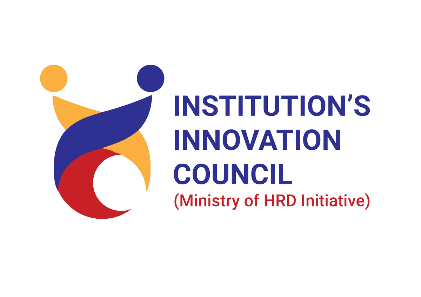 INSTITUTION'S
INNOVATION
COUNCIL
(Ministry of HRD Initiative)